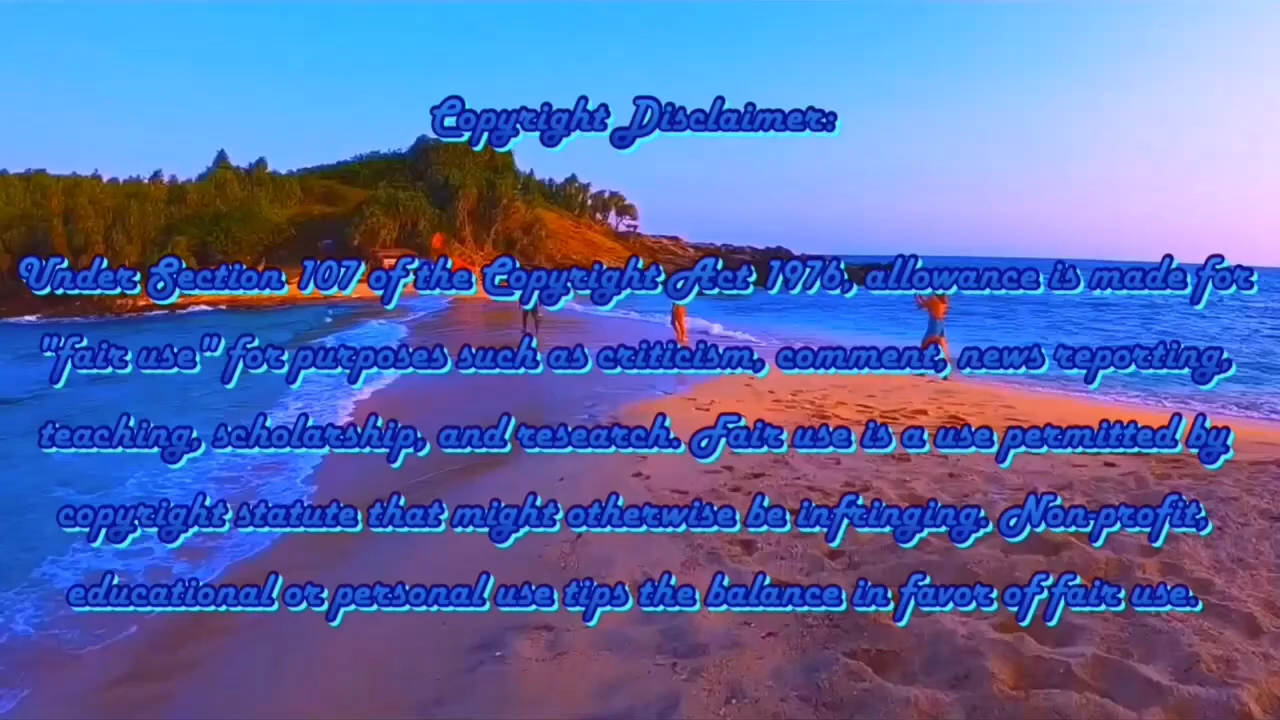 Copyright Disclaimer:
Under Section 107 of the Copyright Act 1976, allowance is made for
"fair use" for purposes such as criticism, comment, news reporting,
teaching, scholarship, and research. Fair use is a use permitted by
copyright statute that might otherwise be infringing. Non-profit,
educational or personal use tips the balance in favor of fair use.